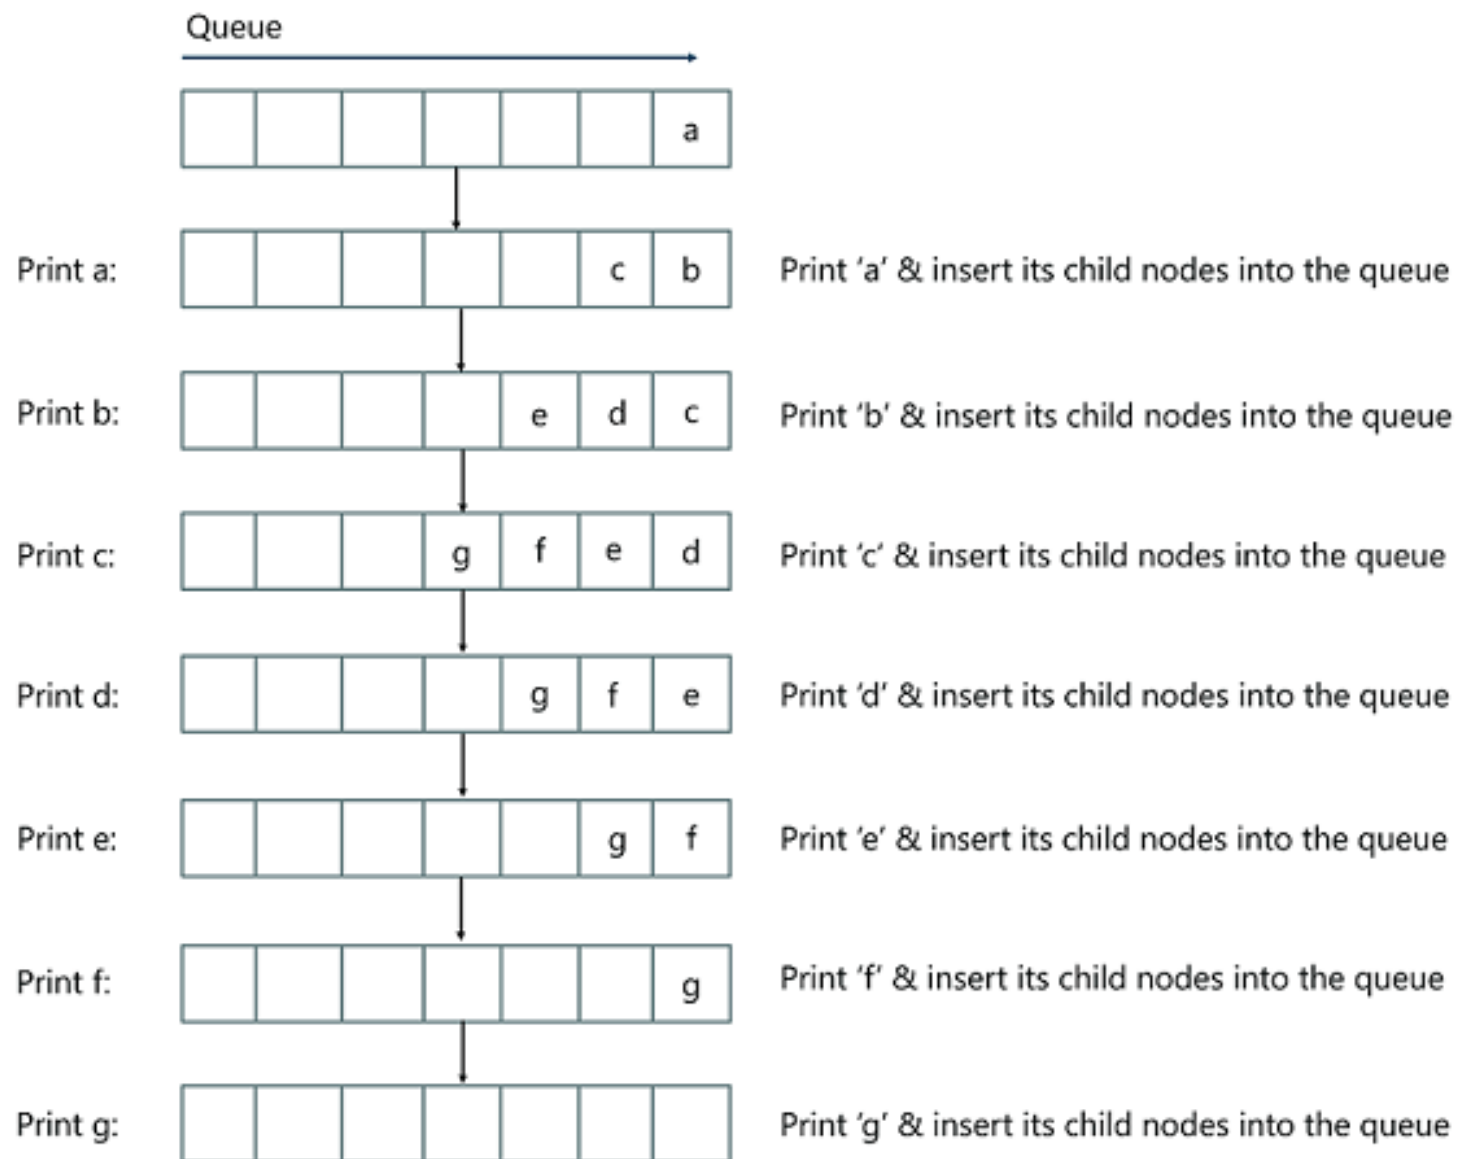 Queue
a
Print a: c b Print ‘a’ & insert its child nodes into the queue
Print b: e d c Print ‘b’ & insert its child nodes into the queue
Print c: g f e d Print ‘c’ & insert its child nodes into the queue
Print d: g f e Print ‘d’ & insert its child nodes into the queue
Print e: g f Print ‘e’ & insert its child nodes into the queue
Print f: g Print ‘f’ & insert its child nodes into the queue
Print g: Print ‘g’ & insert its child nodes into the queue